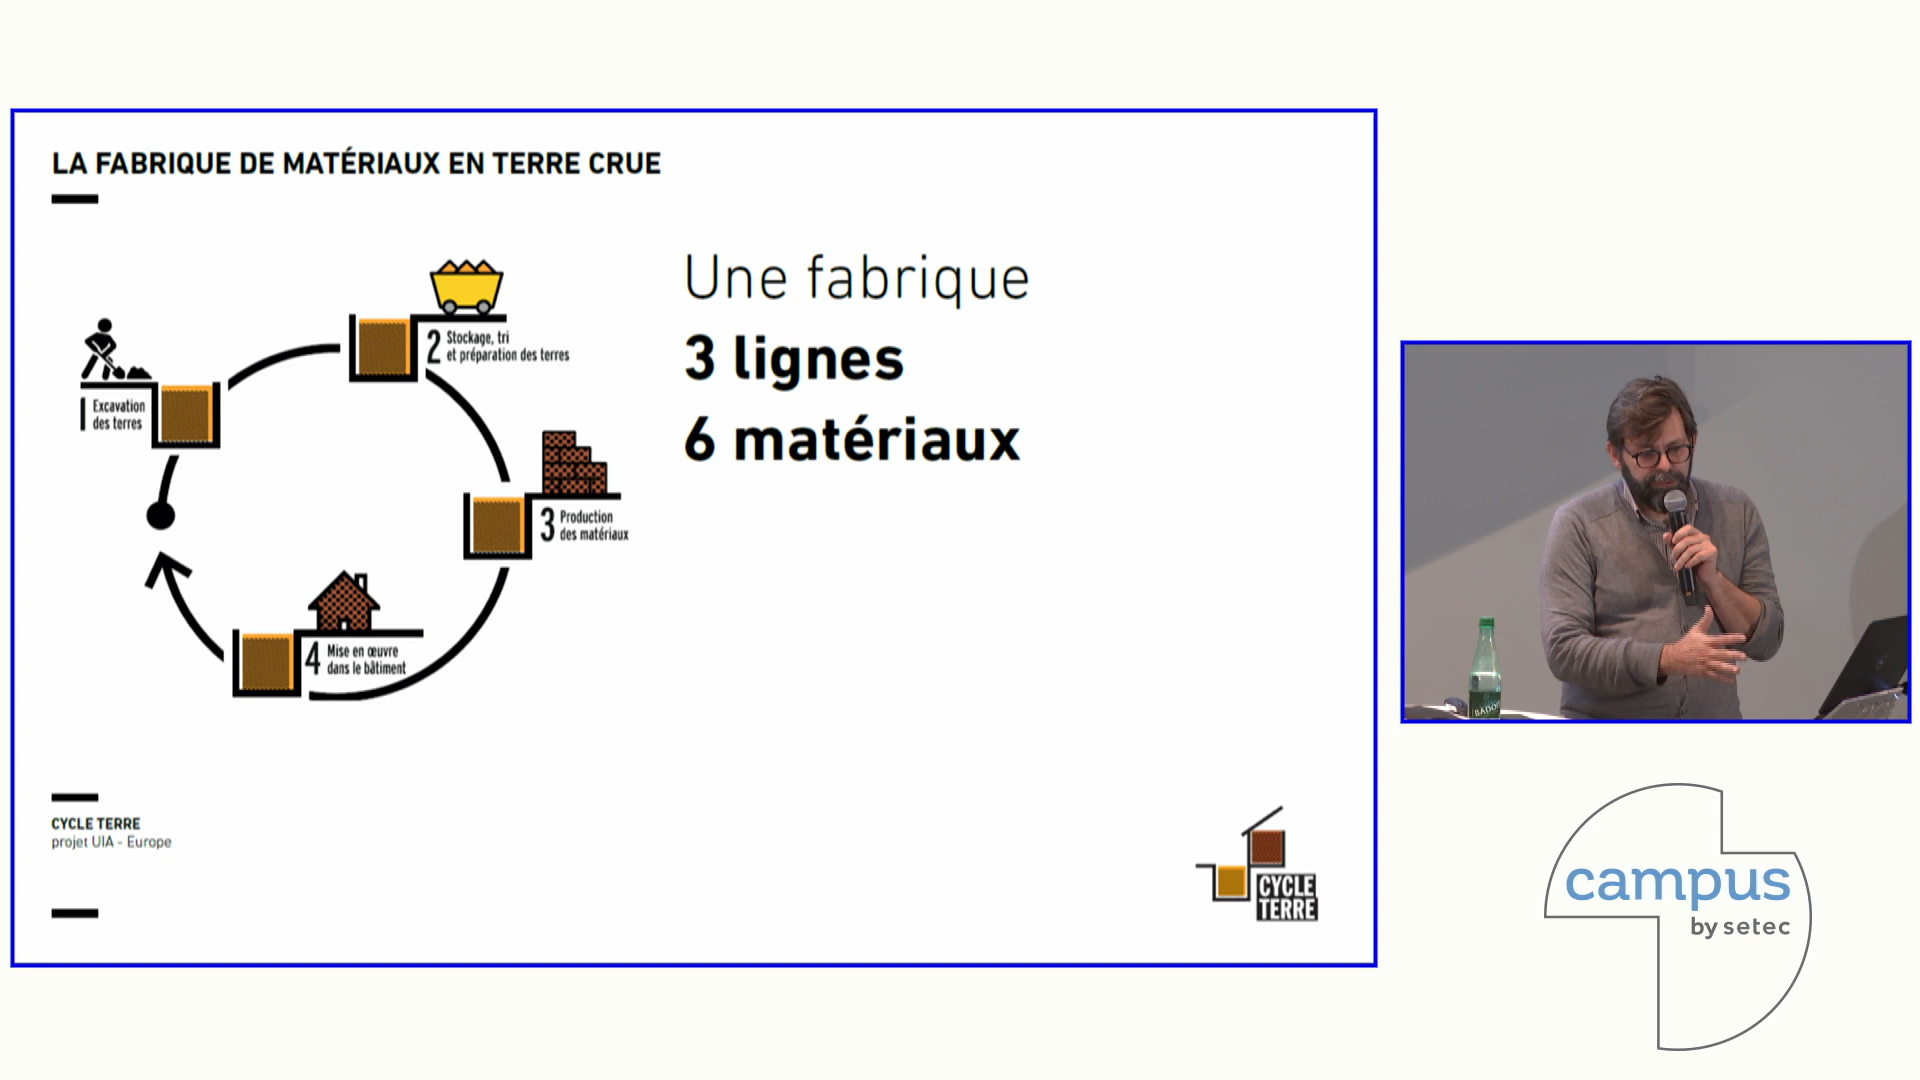 LA FABRIQUE DE MATÉRIAUX EN TERRE CRUE
Une fabrique
3 lignes
6 matériaux
1 Excavation
des terres
2 Stockage, tri
et préparation des terres
3 Production
des matériaux
4 Mise en œuvre
dans le bâtiment
CYCLE TERRE
projet UIA - Europe
CYCLE
TERRE
BADOI
campus
by setec